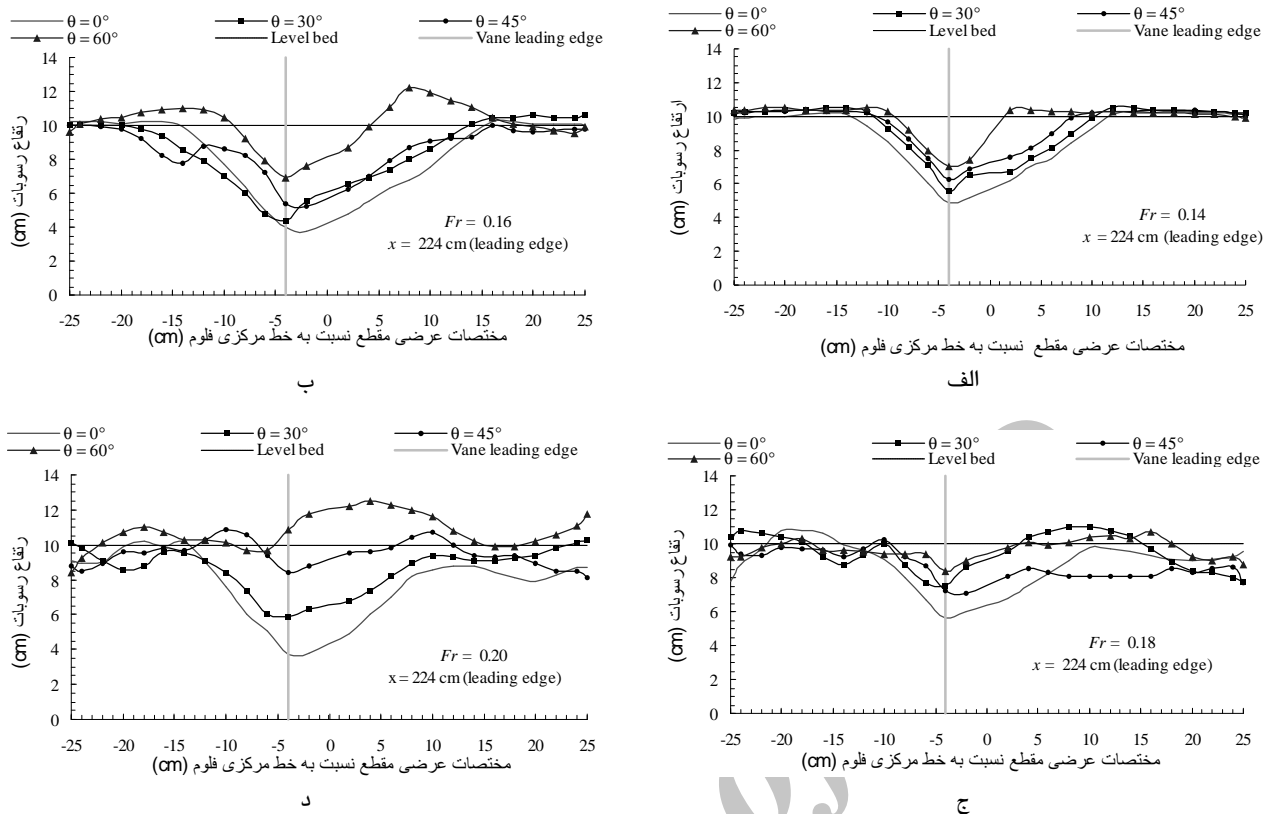 θ = 0° θ = 30° θ = 45°
θ = 60° Level bed Vane leading edge
14
12
10
8
6
4
2
0
ارتفاع رسوبات (cm)
Fr = 0.14
x = 224 cm (leading edge)
-25 -20 -15 -10 -5 0 5 10 15 20 25
مختصات عرضی مقطع نسبت به خط مرکزی فلوم (cm)
الف
θ = 0° θ = 30° θ = 45°
θ = 60° Level bed Vane leading edge
14
12
10
8
6
4
2
0
ارتفاع رسوبات (cm)
Fr = 0.16
x = 224 cm (leading edge)
-25 -20 -15 -10 -5 0 5 10 15 20 25
مختصات عرضی مقطع نسبت به خط مرکزی فلوم (cm)
ب
θ = 0° θ = 30° θ = 45°
θ = 60° Level bed Vane leading edge
14
12
10
8
6
4
2
0
ارتفاع رسوبات (cm)
Fr = 0.18
x = 224 cm (leading edge)
-25 -20 -15 -10 -5 0 5 10 15 20 25
مختصات عرضی مقطع نسبت به خط مرکزی فلوم (cm)
ج
θ = 0° θ = 30° θ = 45°
θ = 60° Level bed Vane leading edge
14
12
10
8
6
4
2
0
ارتفاع رسوبات (cm)
Fr = 0.20
x = 224 cm (leading edge)
-25 -20 -15 -10 -5 0 5 10 15 20 25
مختصات عرضی مقطع نسبت به خط مرکزی فلوم (cm)
د